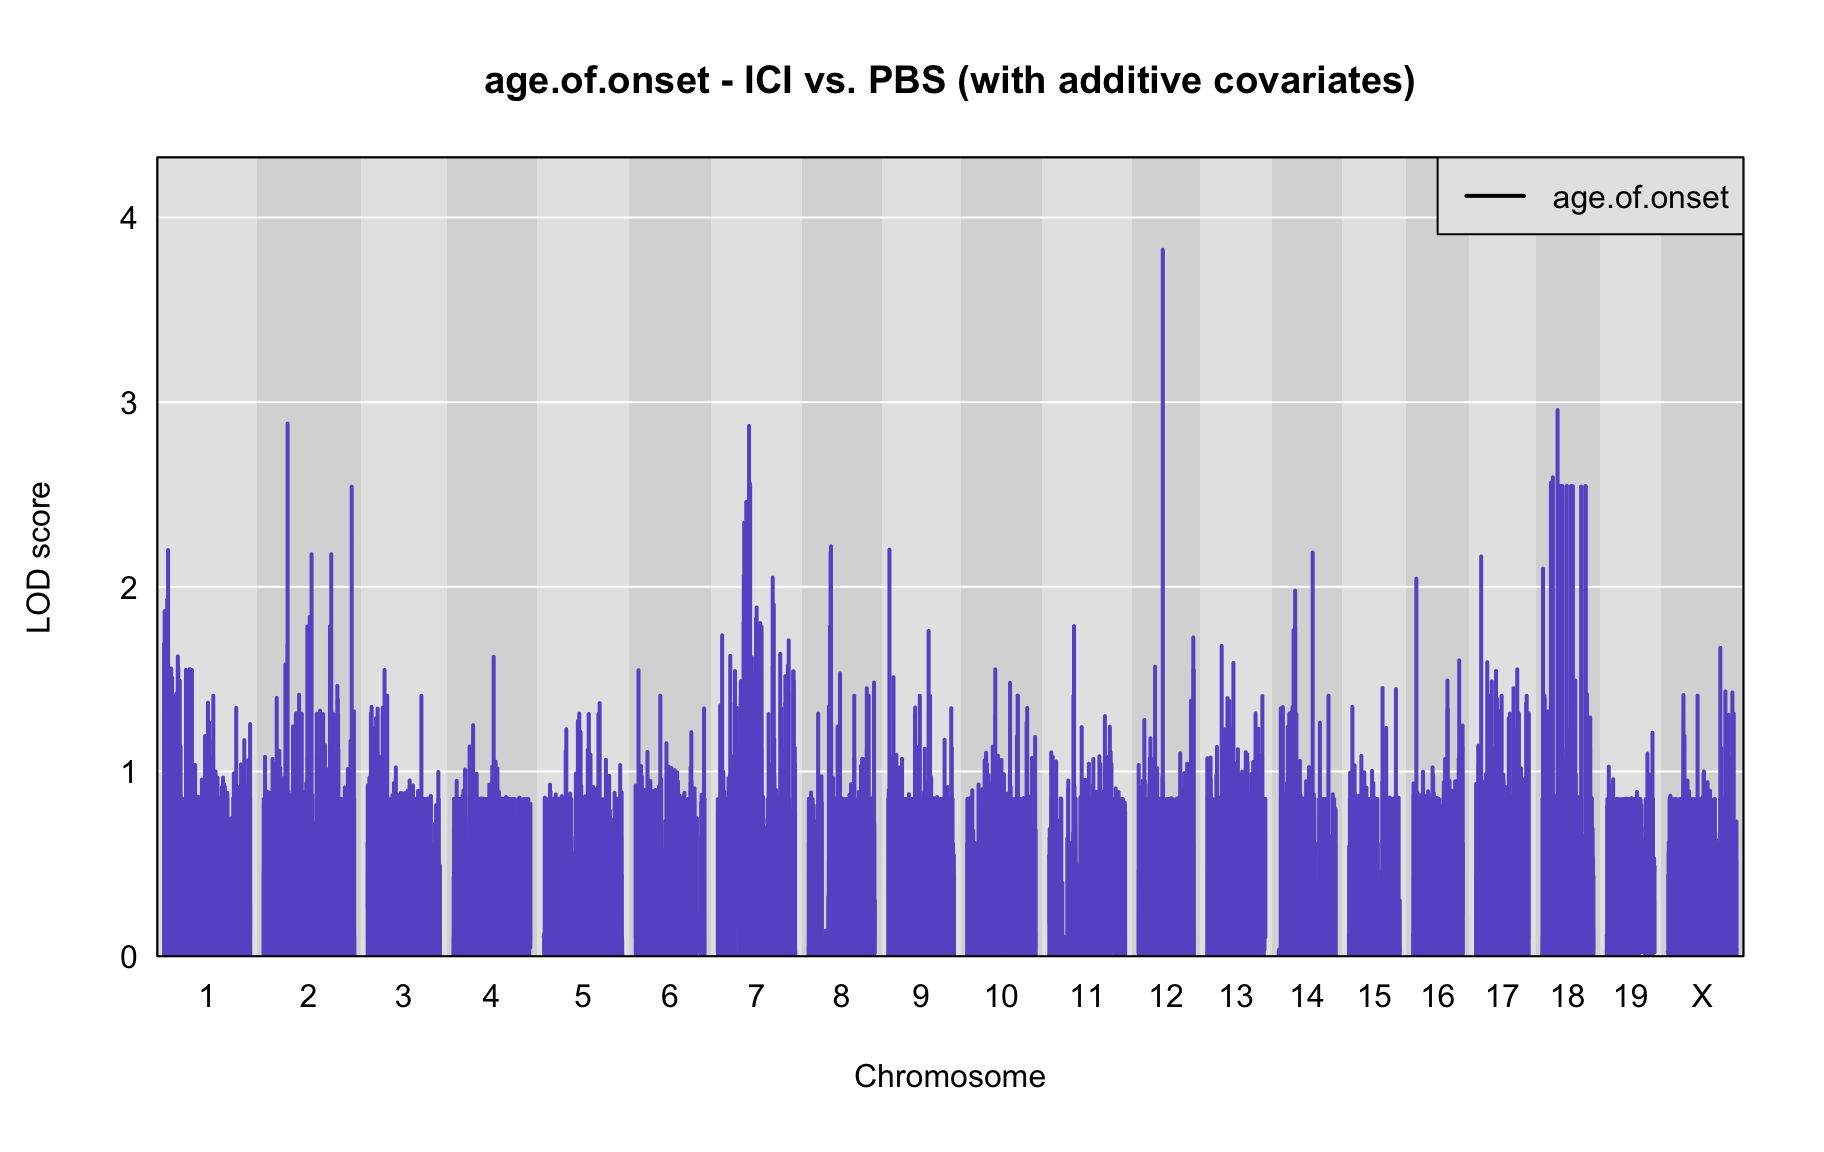 age.of.onset - ICI vs. PBS (with additive covariates)
age.of.onset
4
3
2
1
0
LOD score
1 2 3 4 5 6 7 8 9 10 11 12 13 14 15 16 17 18 19 X
Chromosome